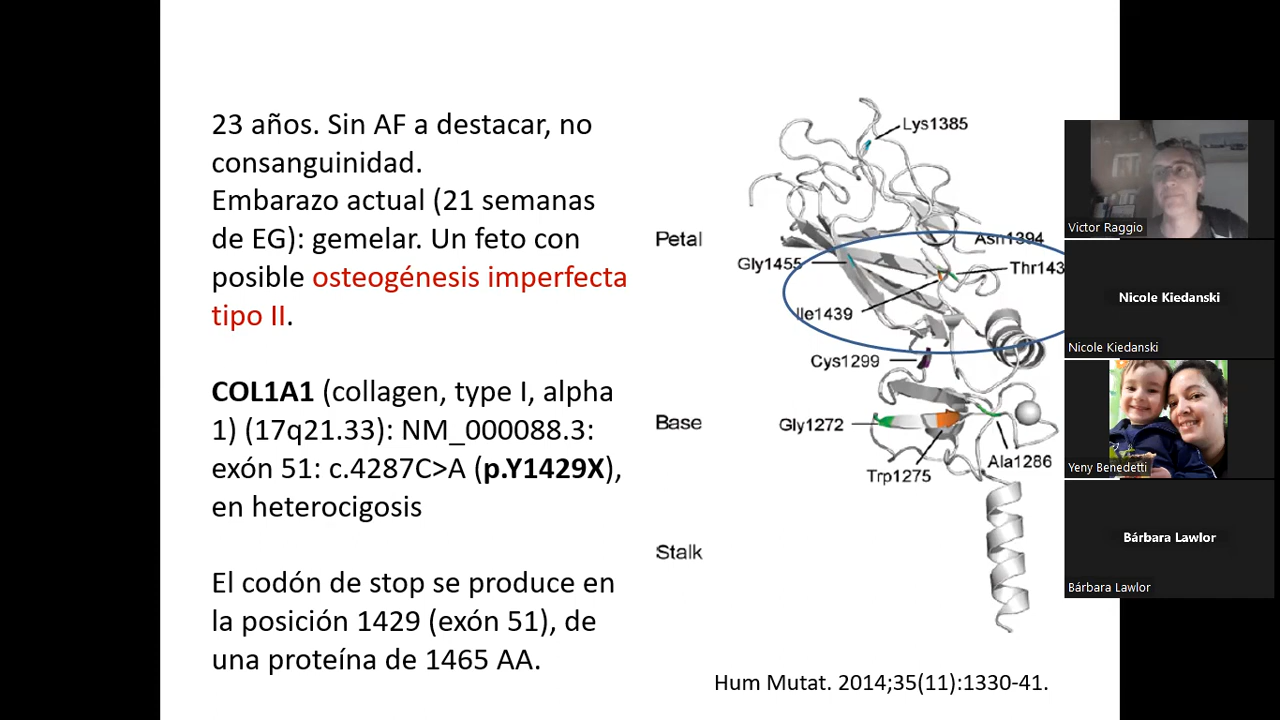 23 años. Sin AF a destacar, no
consanguinidad.
Embarazo actual (21 semanas
de EG): gemelar. Un feto con
posible osteogénesis imperfecta
tipo II.
COL1A1 (collagen, type I, alpha
1) (17q21.33): NM_000088.3:
exón 51: c.4287C>A (p.Y1429X),
en heterocigosis
El codón de stop se produce en
la posición 1429 (exón 51), de
una proteína de 1465 AA.
Petal
Base
Stalk
Lys1385
Asn1394
Gly1455
Thr143
Ile1439
Cys1299
Gly1272
Trp1275
Ala1286
Hum Mutat. 2014;35(11):1330-41.
Victor Raggio
Nicole Kiedanski
Nicole Kiedanski
Yeny Benedetti
Bárbara Lawlor
Bárbara Lawlor